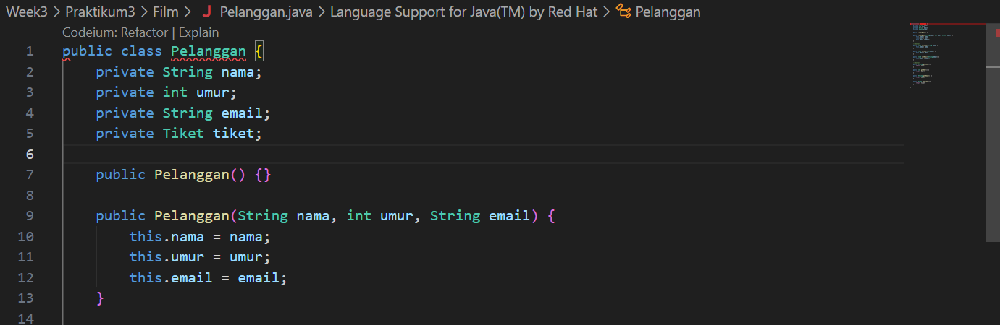 Week3 > Praktikum3 > Film > J Pelanggan.java > Language Support for Java(TM) by Red Hat > Pelanggan
Codeium: Refactor | Explain
1 public class Pelanggan {
2 private String nama;
3 private int umur;
4 private String email;
5 private Tiket tiket;
6
7 public Pelanggan() {}
8
9 public Pelanggan(String nama, int umur, String email) {
10 this.nama = nama;
11 this.umur = umur;
12 this.email = email;
13 }
14